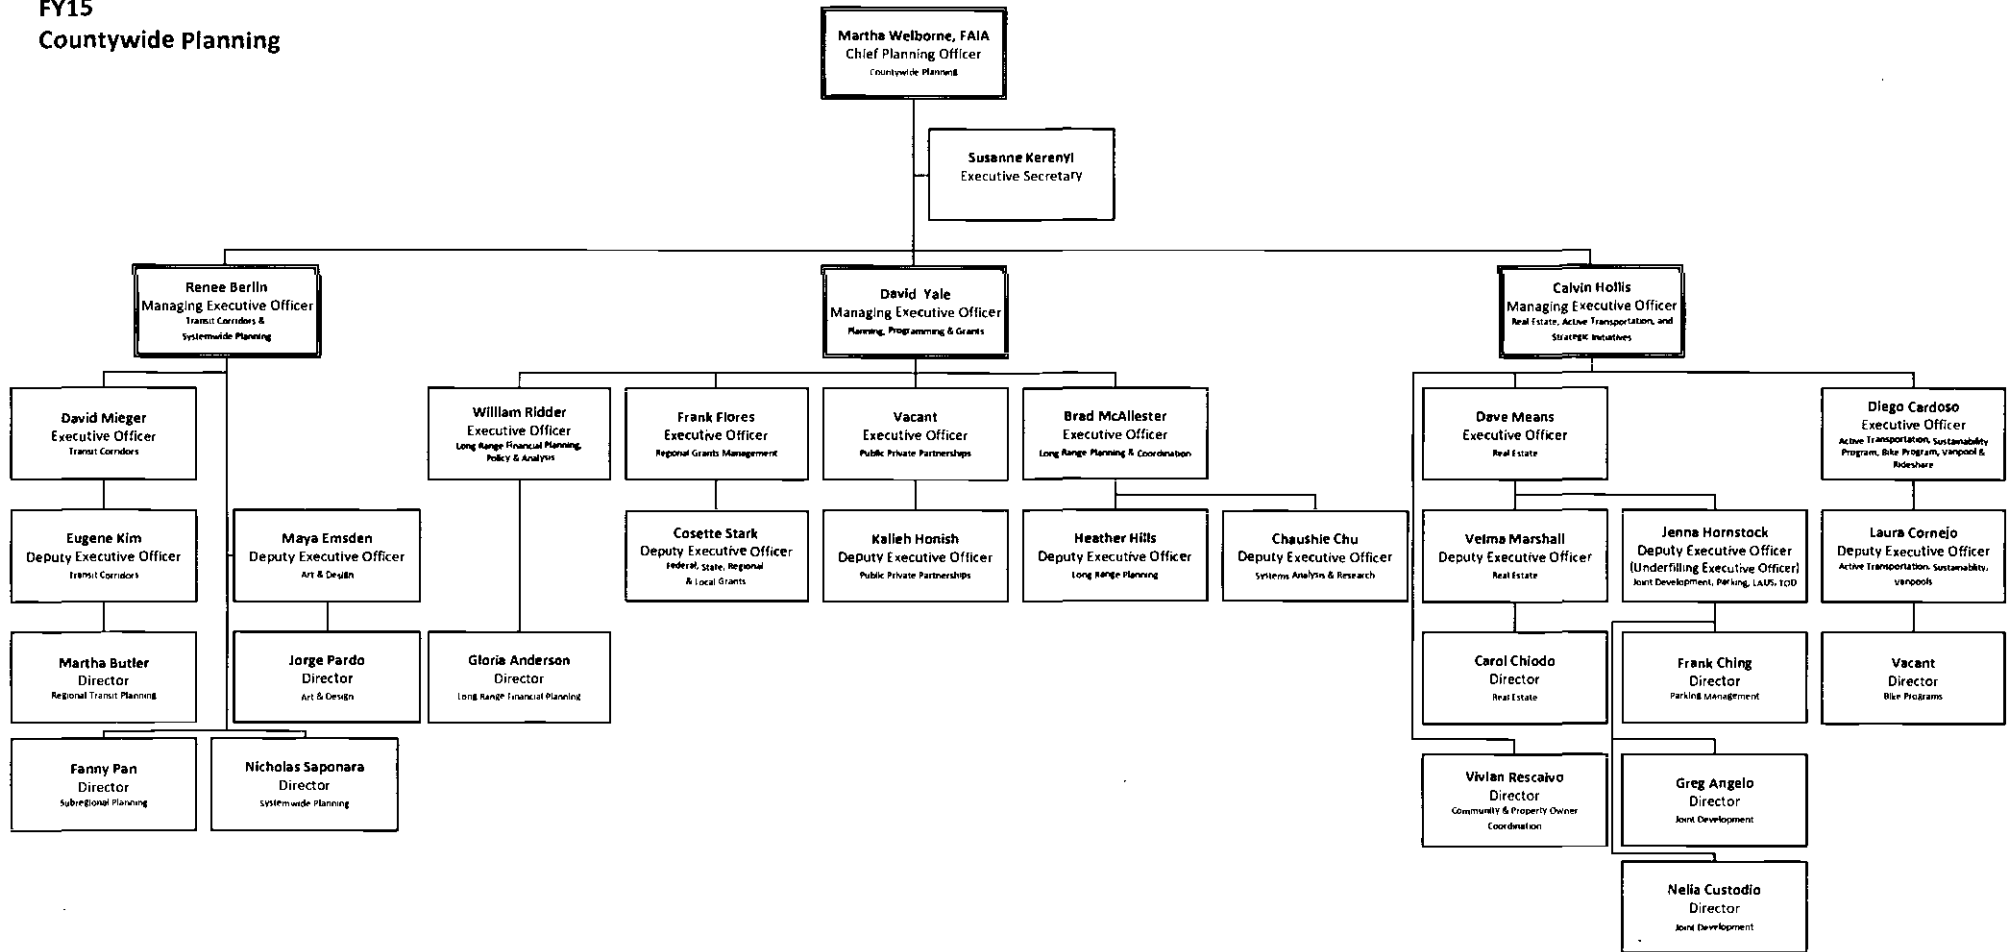 FY15
Countywide Planning
Martha Welborne, FAIA
Chief Planning Officer
Countywide Planning
Susanne Kerenyi
Executive Secretary
Renee Berlin
Managing Executive Officer
Transit Corridors &
Systemwide Planning
David Yale
Managing Executive Officer
Planning, Programming & Grants
Calvin Hollis
Managing Executive Officer
Real Estate, Active Transportation, and
Strategic Initiatives
David Mieger
Executive Officer
Transit Corridors
William Ridder
Executive Officer
Long Range Financial Planning,
Policy & Analysis
Frank Flores
Executive Officer
Regional Grants Management
Vacant
Executive Officer
Public Private Partnerships
Brad McAllester
Executive Officer
Long Range Planning & Coordination
Dave Means
Executive Officer
Real Estate
Diego Cardoso
Executive Officer
Active Transportation, Sustainability
Program, Bike Program, Vanpool &
Rideshare
Eugene Kim
Deputy Executive Officer
Transit Corridors
Maya Emsden
Deputy Executive Officer
Art & Design
Cosette Stark
Deputy Executive Officer
Federal, State, Regional
& Local Grants
Kalieh Honish
Deputy Executive Officer
Public Private Partnerships
Heather Hills
Deputy Executive Officer
Long Range Planning
Chaushie Chu
Deputy Executive Officer
Systems Analysis & Research
Velma Marshall
Deputy Executive Officer
Real Estate
Jenna Hornstock
Deputy Executive Officer
(Underfilling Executive Officer)
Joint Development, Parking, LAUS, TOD
Laura Cornejo
Deputy Executive Officer
Active Transportation, Sustainability,
vanpools
Martha Butler
Director
Regional Transit Planning
Jorge Pardo
Director
Art & Design
Gloria Anderson
Director
Long Range Financial Planning
Carol Chiodo
Director
Real Estate
Frank Ching
Director
Parking Management
Vacant
Director
Bike Programs
Fanny Pan
Director
Subregional Planning
Nicholas Saponara
Director
Systemwide Planning
Vivian Rescalvo
Director
Community & Property Owner
Coordination
Greg Angelo
Director
Joint Development
Nelia Custodio
Director
Joint Development